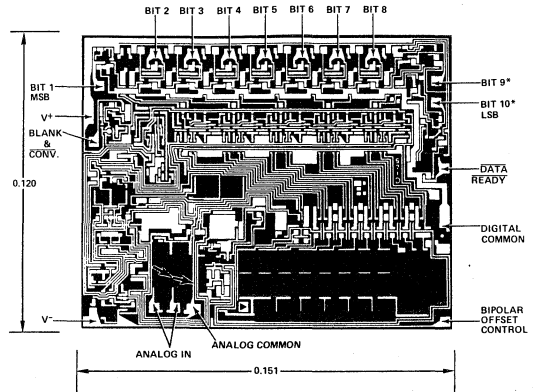 BIT 2 BIT 3 BIT 4 BIT 5 BIT 6 BIT 7 BIT 8
BIT 1
MSB
V+
BLANK
&
CONV.
0.120
V−
BIT 9*
BIT 10*
LSB
DATA
READY
DIGITAL
COMMON
BIPOLAR
OFFSET
CONTROL
ANALOG IN
ANALOG COMMON
0.151